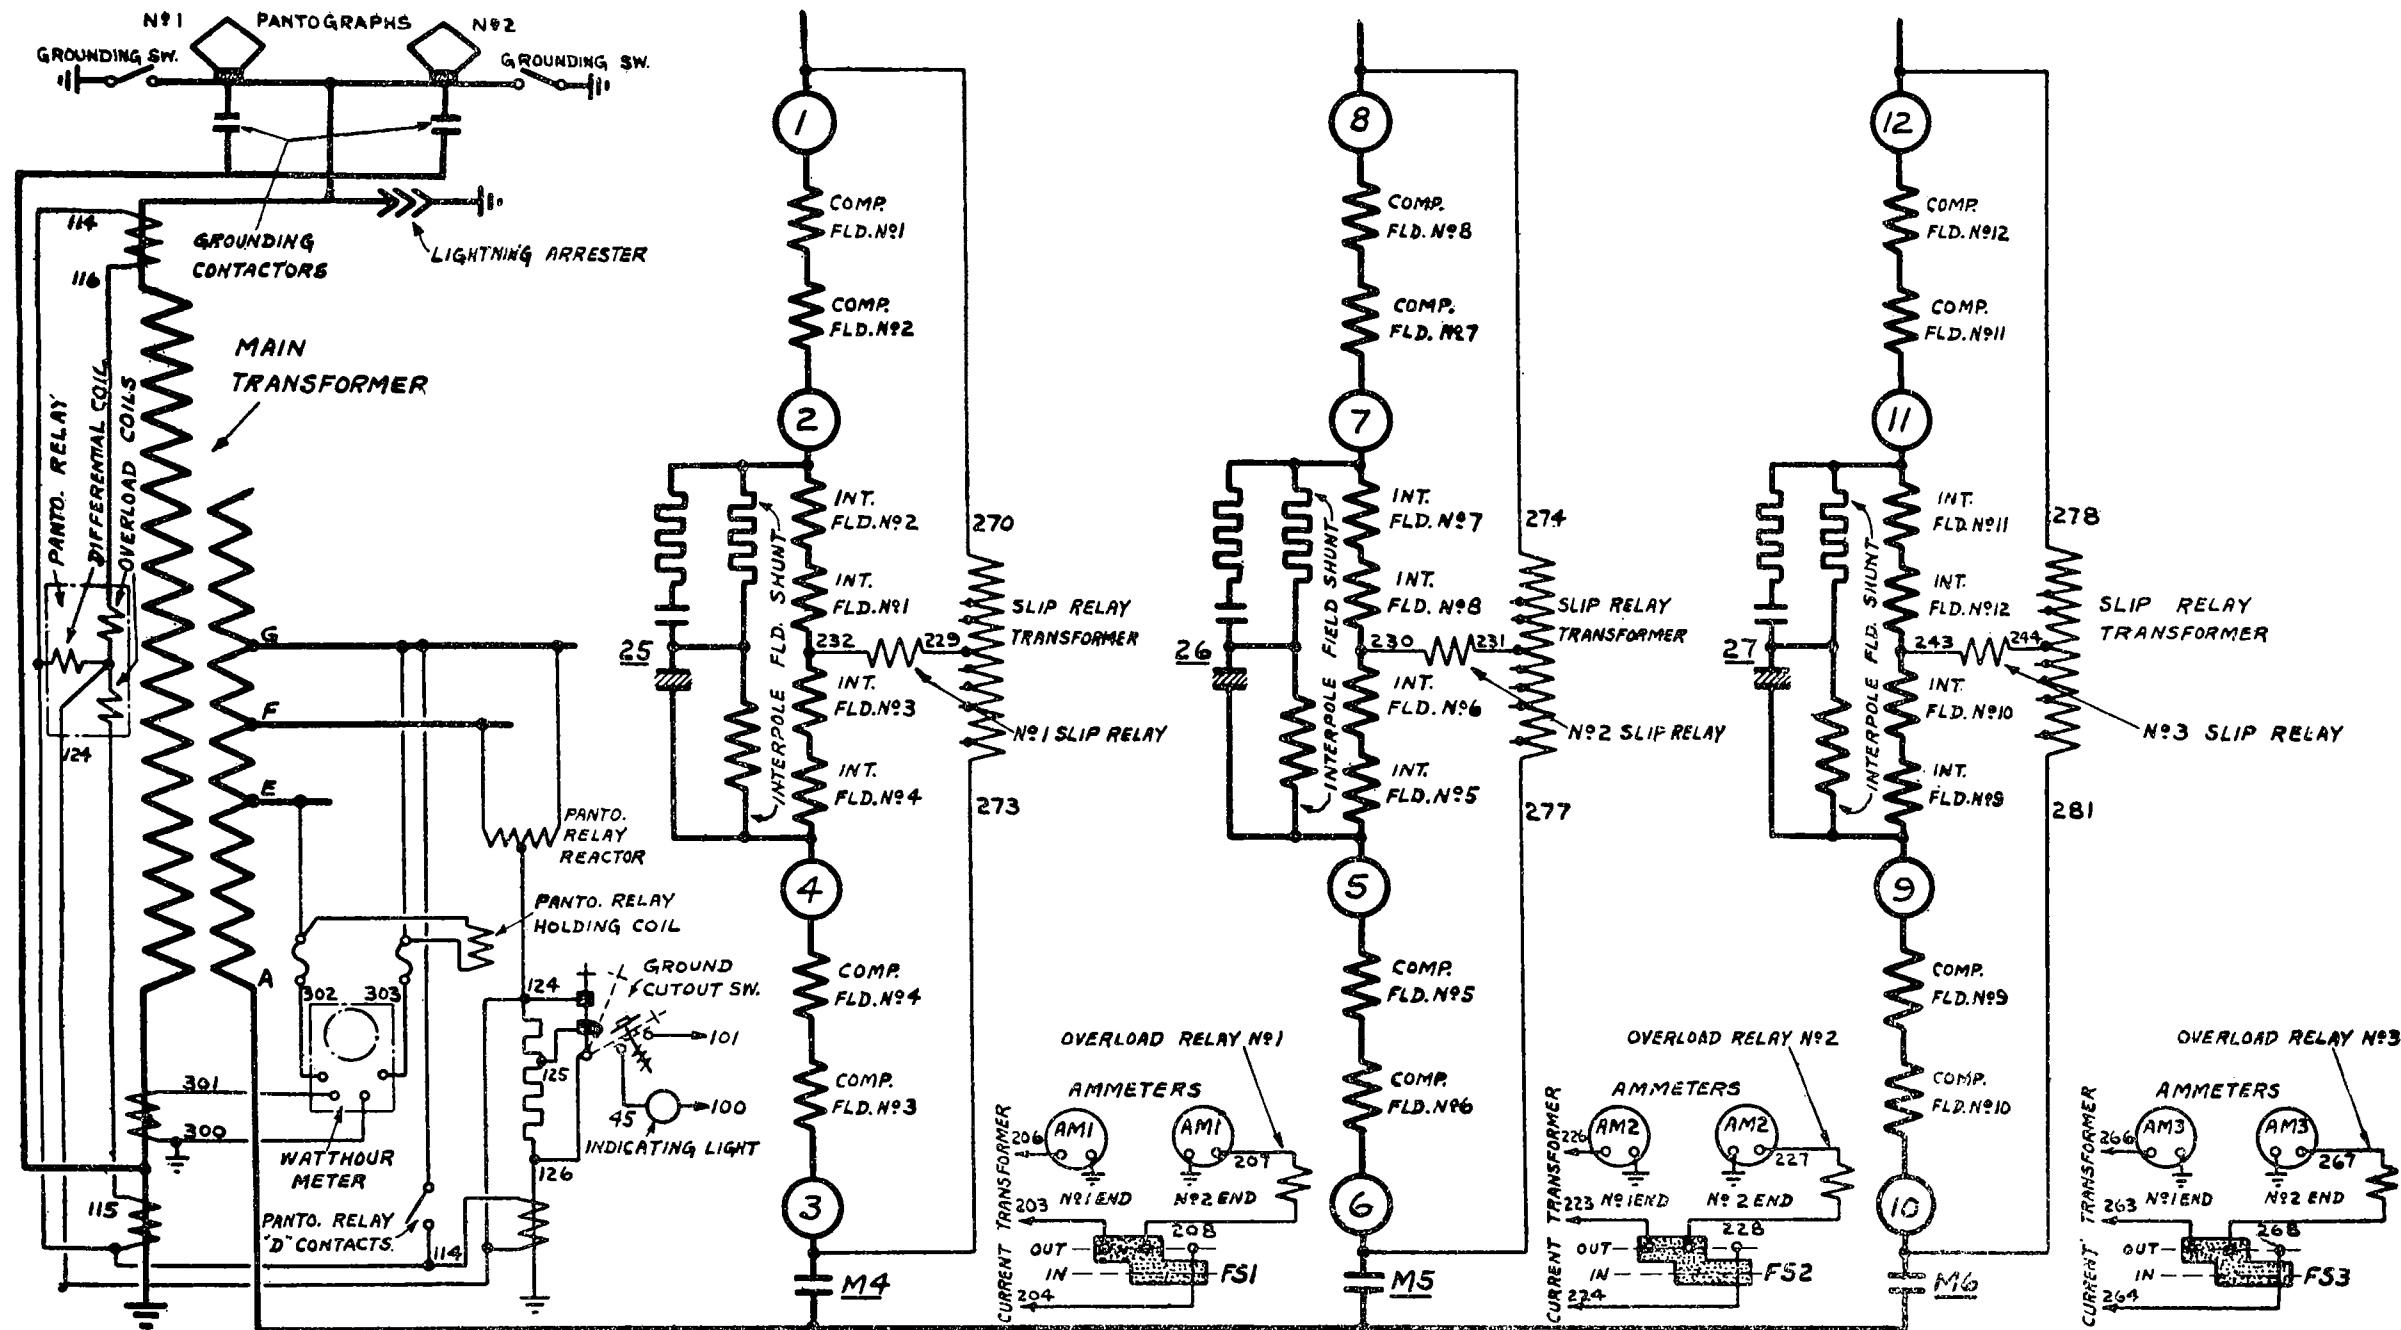 Nº1
PANTOGRAPHS
Nº2
GROUNDING SW.
GROUNDING SW.
114
116
GROUNDING
CONTACTORS
LIGHTNING ARRESTER
MAIN
TRANSFORMER
PANTO. RELAY
DIFFERENTIAL COIL
OVERLOAD COILS
124
G
F
E
A
PANTO.
RELAY
REACTOR
PANTO. RELAY
HOLDING COIL
GROUND
CUTOUT SW.
124
125
126
101
100
45
INDICATING LIGHT
302
303
301
300
WATTHOUR
METER
115
PANTO. RELAY
"D" CONTACTS.
114
1
COMP.
FLD. Nº1
COMP.
FLD. Nº2
2
INT.
FLD. Nº2
INT.
FLD. Nº1
25
INTERPOLE FLD. SHUNT
232
229
270
SLIP RELAY
TRANSFORMER
INT.
FLD. Nº3
Nº1 SLIP RELAY
INT.
FLD. Nº4
273
4
COMP.
FLD. Nº4
COMP.
FLD. Nº3
3
M4
8
COMP.
FLD. Nº8
COMP.
FLD. Nº7
7
INT.
FLD. Nº7
INT.
FLD. Nº8
26
INTERPOLE FIELD SHUNT
230
231
274
SLIP RELAY
TRANSFORMER
INT.
FLD. Nº6
Nº2 SLIP RELAY
INT.
FLD. Nº5
277
5
COMP.
FLD. Nº5
COMP.
FLD. Nº6
6
M5
12
COMP.
FLD. Nº12
COMP.
FLD. Nº11
11
INT.
FLD. Nº11
INT.
FLD. Nº12
27
INTERPOLE FLD. SHUNT
243
244
278
SLIP RELAY
TRANSFORMER
INT.
FLD. Nº10
Nº3 SLIP RELAY
INT.
FLD. Nº9
281
9
COMP.
FLD. Nº9
COMP.
FLD. Nº10
10
M6
OVERLOAD RELAY Nº1
AMMETERS
CURRENT TRANSFORMER
206
AM1
AM1
207
Nº1 END
Nº2 END
203
208
OUT
IN
FS1
204
OVERLOAD RELAY Nº2
AMMETERS
CURRENT TRANSFORMER
226
AM2
AM2
227
Nº1 END
Nº2 END
223
228
OUT
IN
FS2
224
OVERLOAD RELAY Nº3
AMMETERS
CURRENT TRANSFORMER
266
AM3
AM3
267
Nº1 END
Nº2 END
263
268
OUT
IN
FS3
264